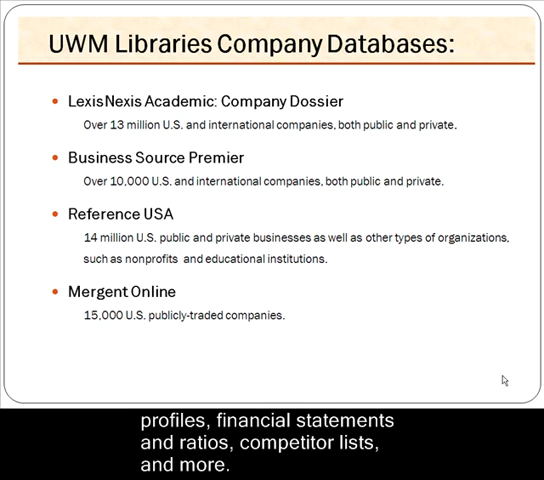 UWM Libraries Company Databases:
• LexisNexis Academic: Company Dossier
Over 13 million U.S. and international companies, both public and private.
• Business Source Premier
Over 10,000 U.S. and international companies, both public and private.
• Reference USA
14 million U.S. public and private businesses as well as other types of organizations,
such as nonprofits and educational institutions.
• Mergent Online
15,000 U.S. publicly-traded companies.
profiles, financial statements
and ratios, competitor lists,
and more.